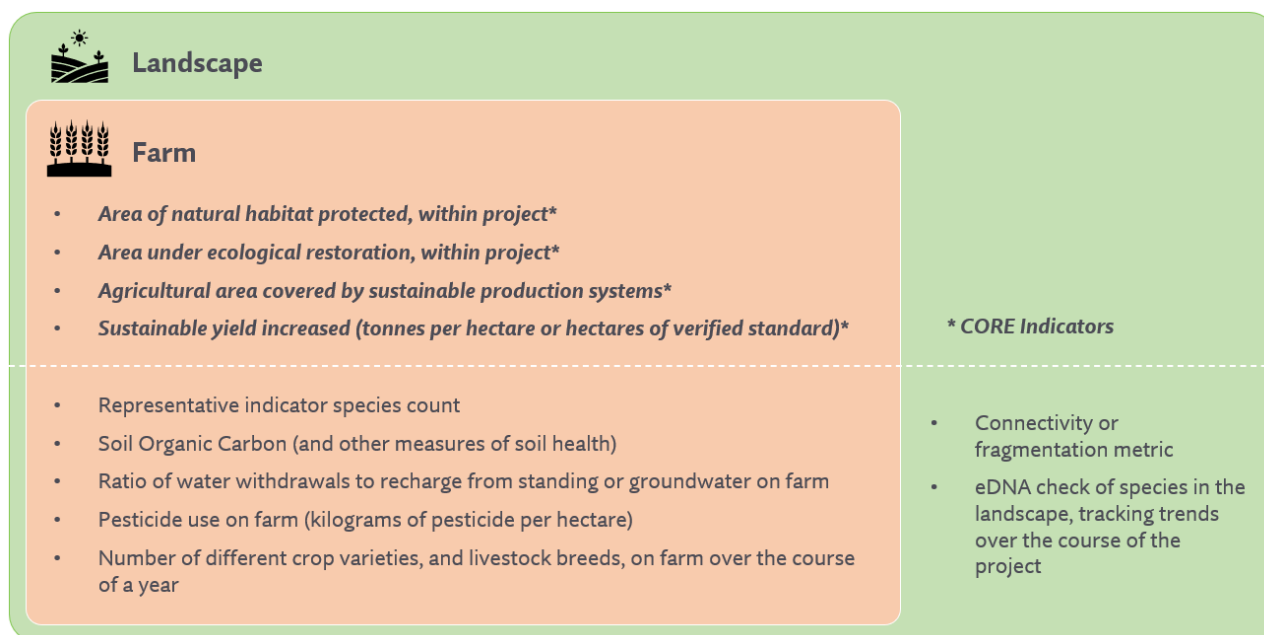 Landscape
Farm
• Area of natural habitat protected, within project*
• Area under ecological restoration, within project*
• Agricultural area covered by sustainable production systems*
• Sustainable yield increased (tonnes per hectare or hectares of verified standard)*
* CORE Indicators
• Representative indicator species count
• Soil Organic Carbon (and other measures of soil health)
• Ratio of water withdrawals to recharge from standing or groundwater on farm
• Pesticide use on farm (kilograms of pesticide per hectare)
• Number of different crop varieties, and livestock breeds, on farm over the course
of a year
• Connectivity or
fragmentation metric
• eDNA check of species in the
landscape, tracking trends
over the course of the
project